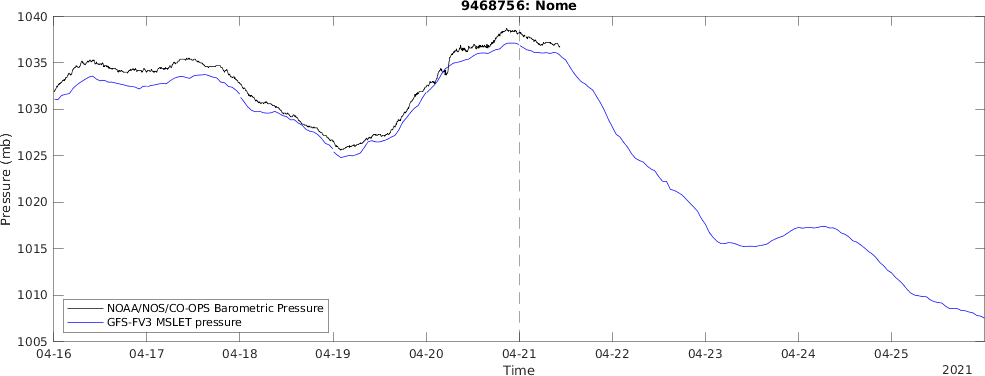 9468756: Nome
1040
1035
1030
1025
1020
1015
1010
1005
Pressure (mb)
NOAA/NOS/CO-OPS Barometric Pressure
GFS-FV3 MSLET pressure
04-16 04-17 04-18 04-19 04-20 04-21 04-22 04-23 04-24 04-25
Time
2021